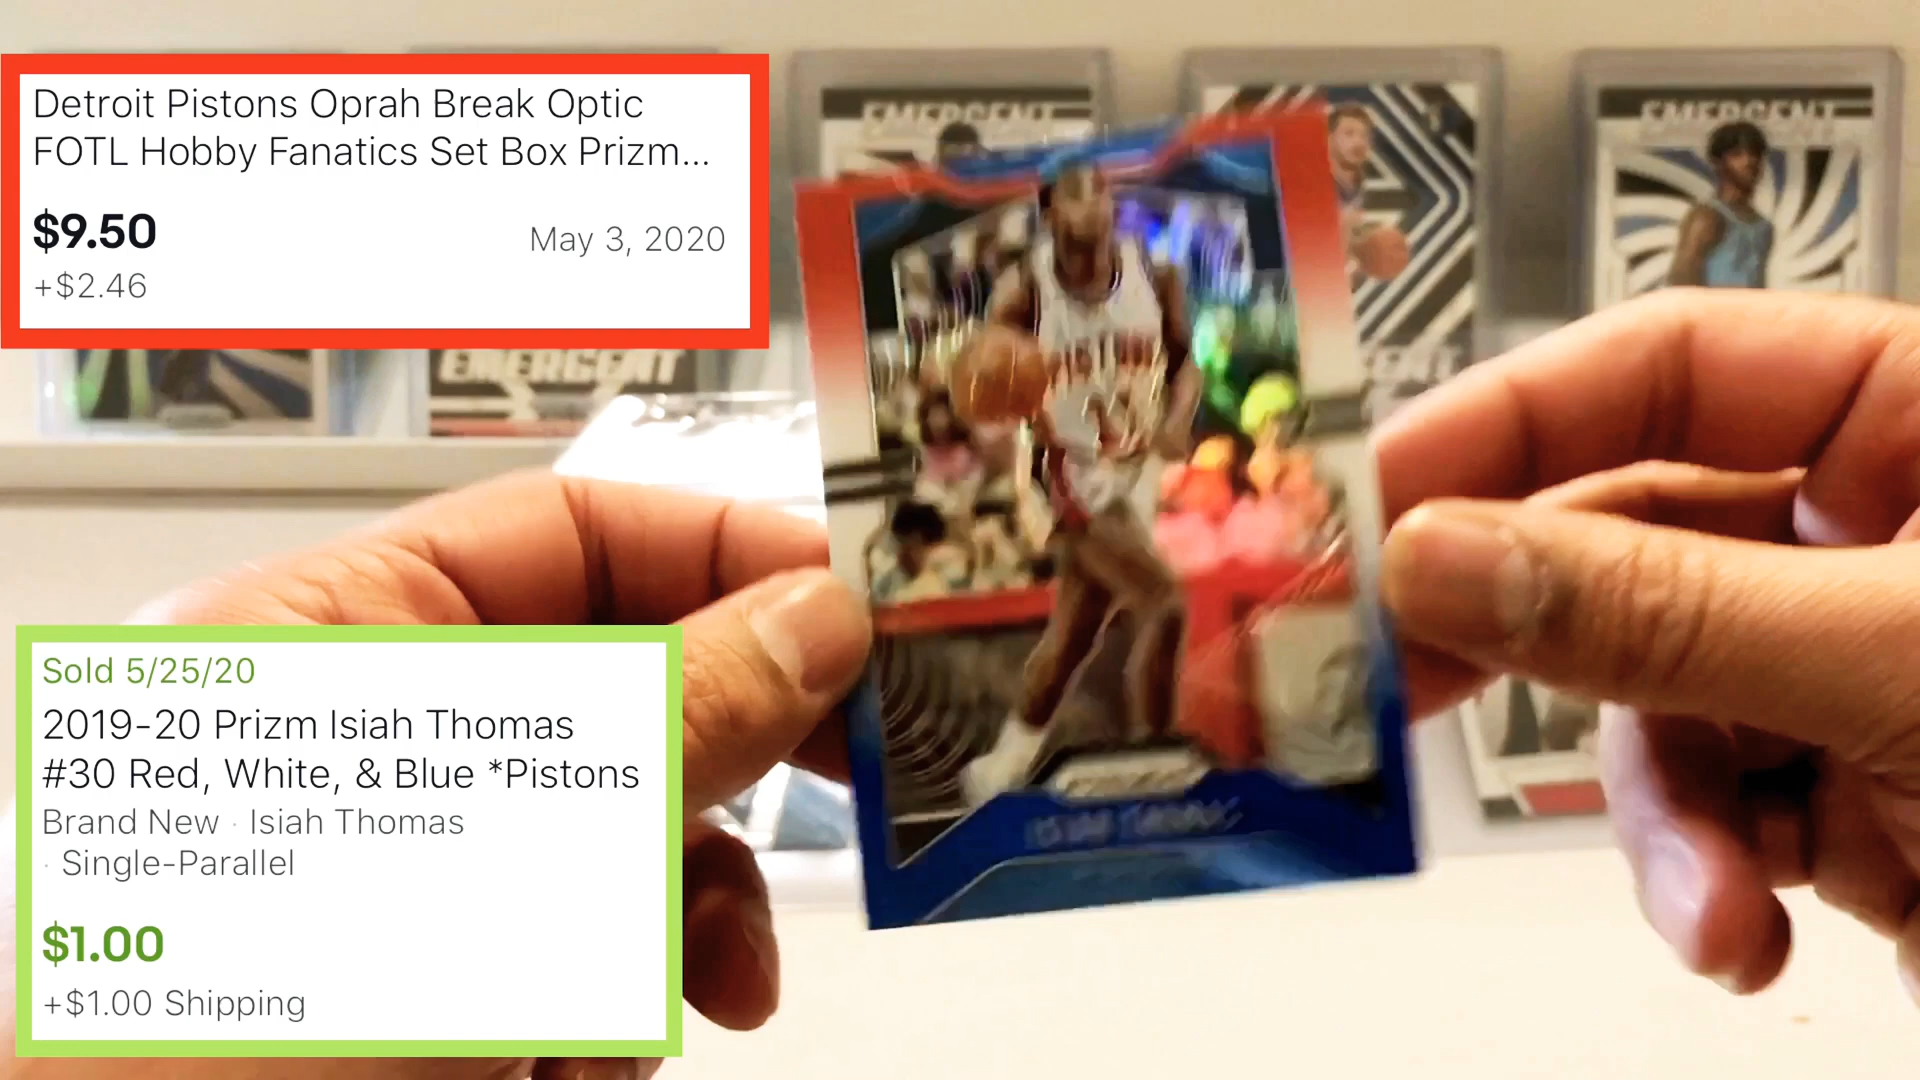 Detroit Pistons Oprah Break Optic
FOTL Hobby Fanatics Set Box Prizm...
$9.50
May 3, 2020
+$2.46
EMERGENT
EMERGENT
EMERGENT
Sold 5/25/20
2019-20 Prizm Isiah Thomas
#30 Red, White, & Blue *Pistons
Brand New · Isiah Thomas
· Single-Parallel
$1.00
+$1.00 Shipping